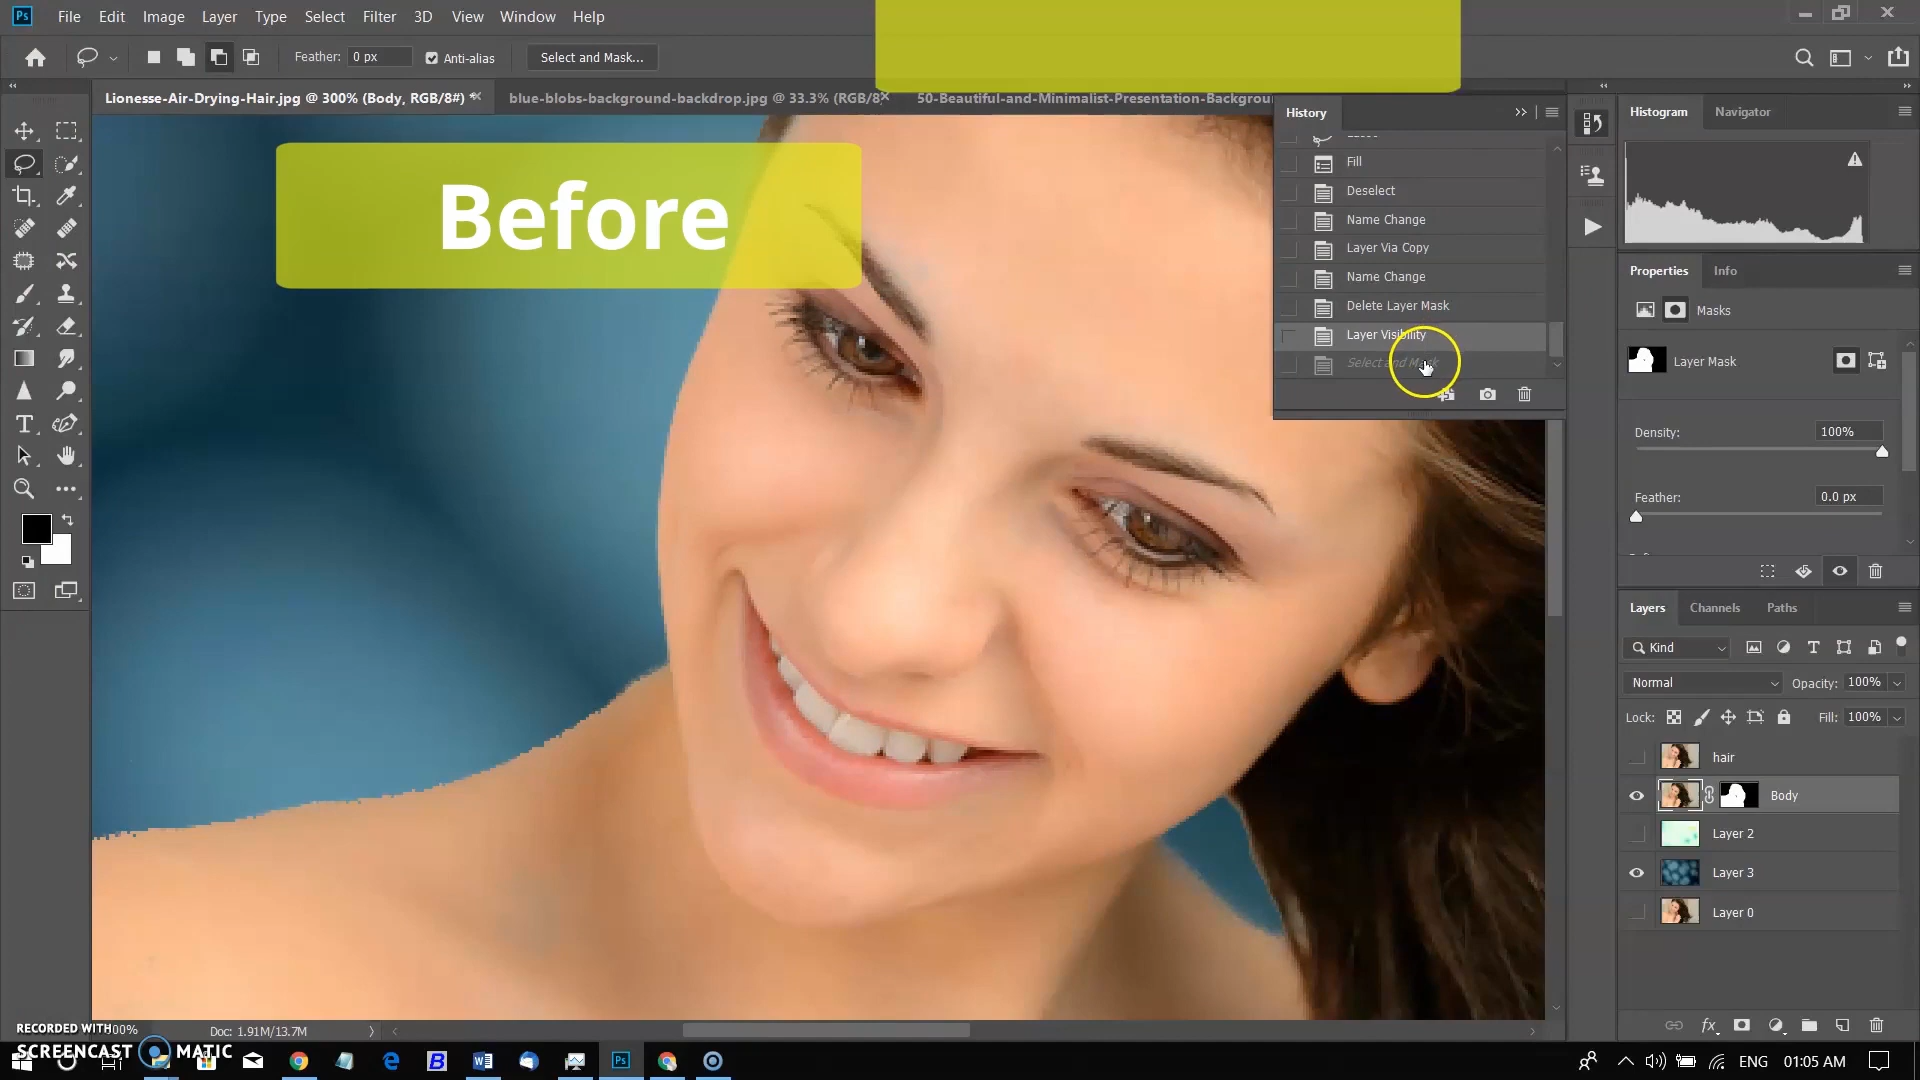 Ps File Edit Image Layer Type Select Filter 3D View Window Help
Feather: 0 px Anti-alias Select and Mask...
Lionesse-Air-Drying-Hair.jpg @ 300% (Body, RGB/8#) *
blue-blobs-background-backdrop.jpg @ 33.3% (RGB/8
50-Beautiful-and-Minimalist-Presentation-Backgrou
Before
History
Fill
Deselect
Name Change
Layer Via Copy
Name Change
Delete Layer Mask
Layer Visibility
Select and Mask
Histogram Navigator
Properties Info
Masks
Layer Mask
Density: 100%
Feather: 0.0 px
Layers Channels Paths
Kind
Normal Opacity: 100%
Lock: Fill: 100%
hair
Body
Layer 2
Layer 3
Layer 0
Doc: 1.91M/13.7M
RECORDED WITH
SCREENCAST MATIC
ENG 01:05 AM